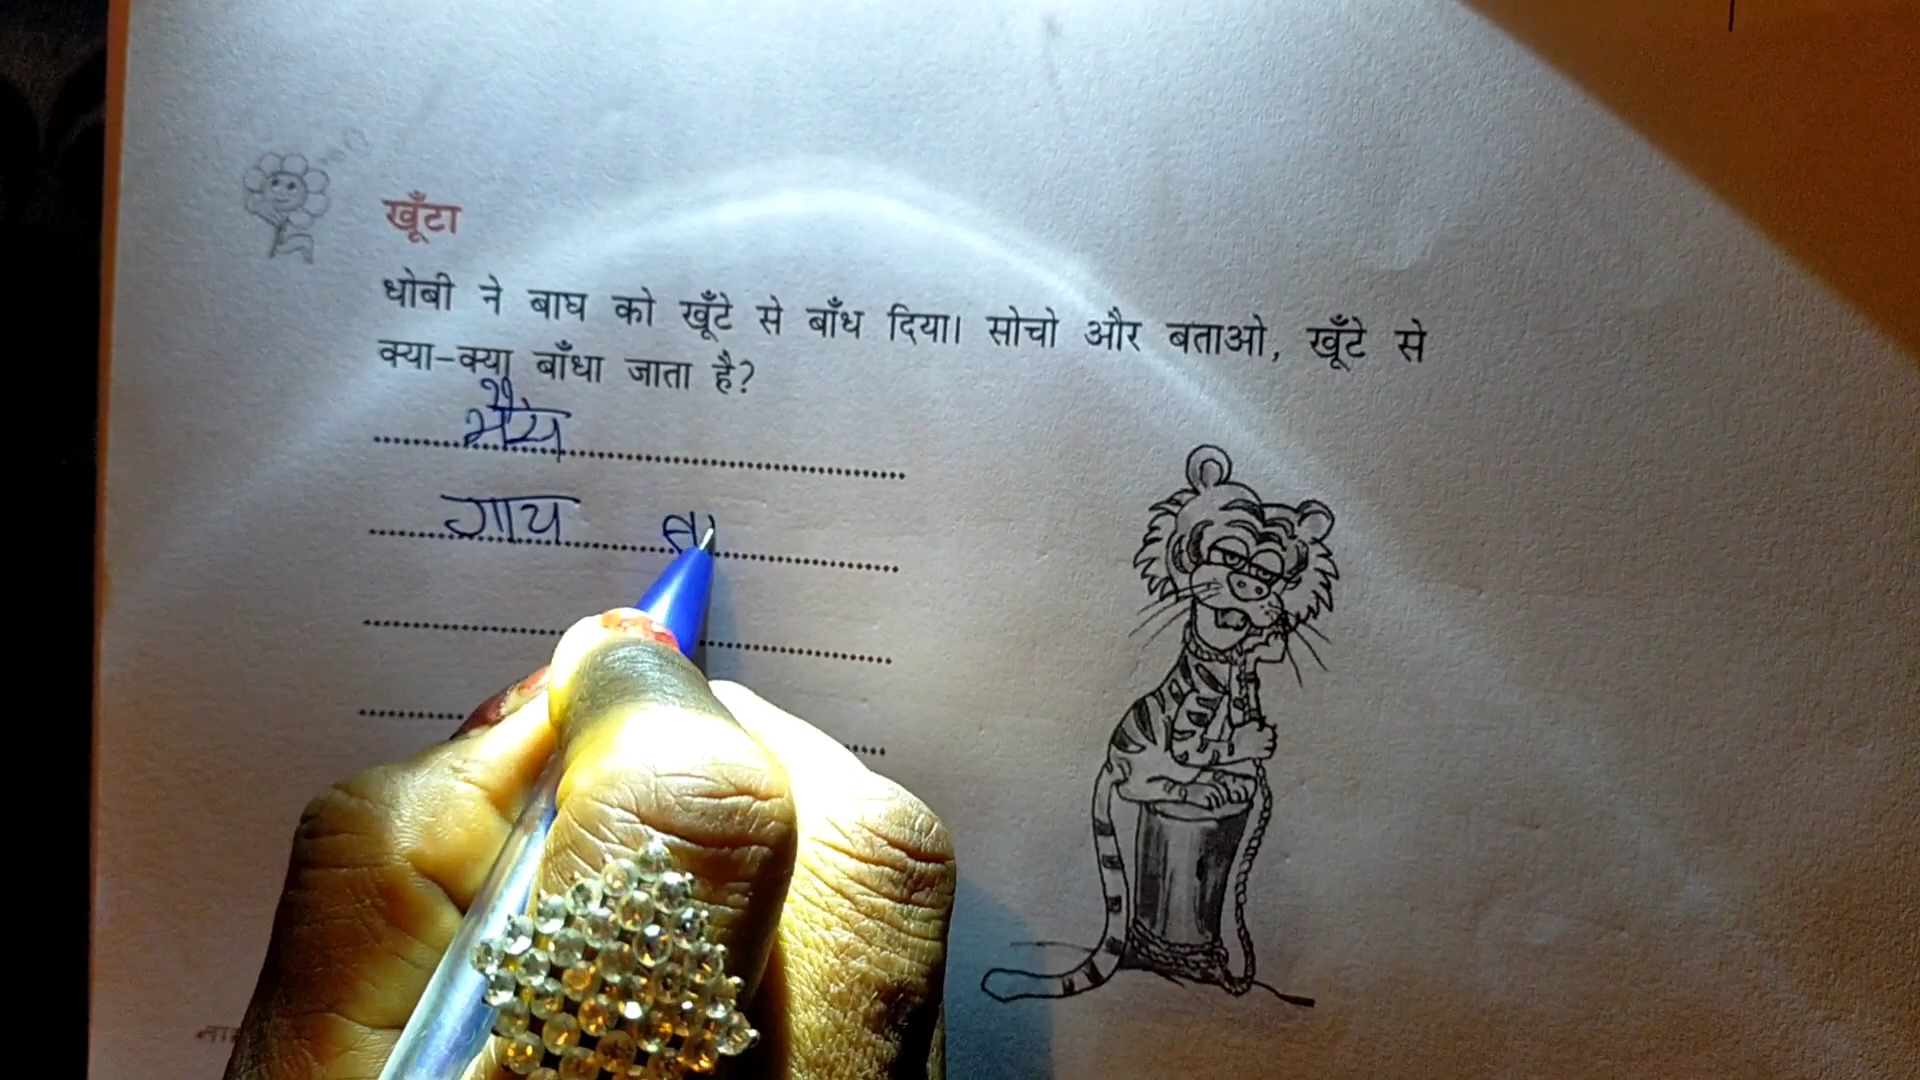 खूँटा
धोबी ने बाघ को खूँटे से बाँध दिया। सोचो और बताओ, खूँटे से
क्या-क्या बाँधा जाता है?
गाय